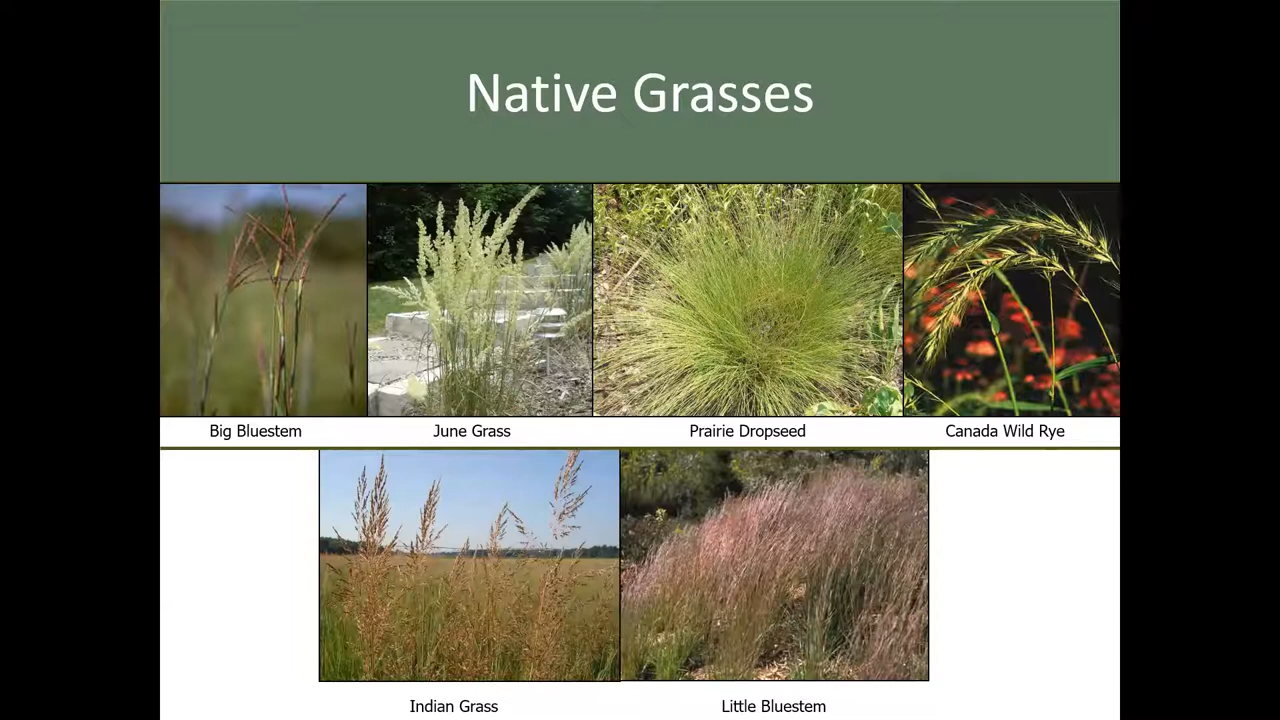 Native Grasses
Big Bluestem
June Grass
Prairie Dropseed
Canada Wild Rye
Indian Grass
Little Bluestem